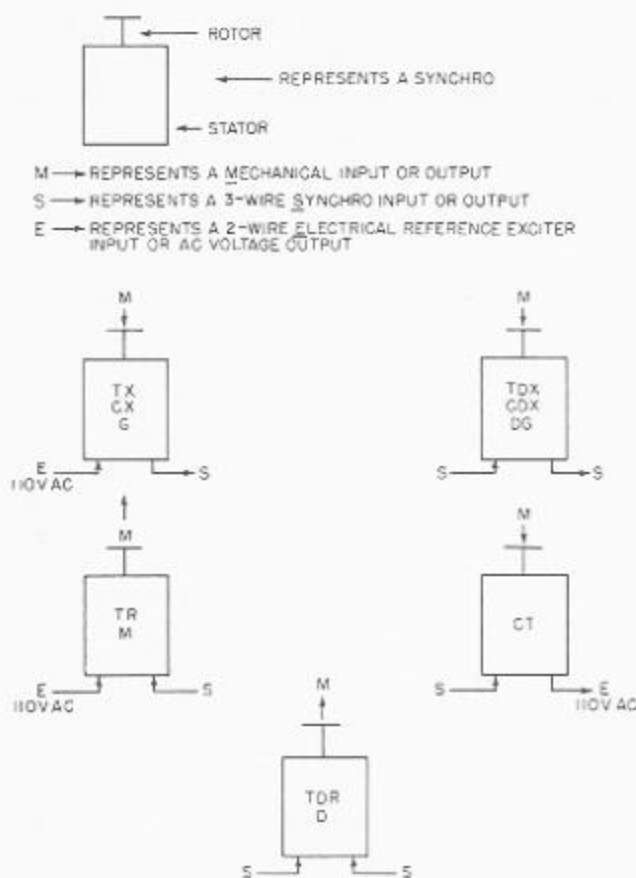 ROTOR
REPRESENTS A SYNCHRO
STATOR
M → REPRESENTS A MECHANICAL INPUT OR OUTPUT
S → REPRESENTS A 3-WIRE SYNCHRO INPUT OR OUTPUT
E → REPRESENTS A 2-WIRE ELECTRICAL REFERENCE EXCITER
INPUT OR AC VOLTAGE OUTPUT
M
TX
CX
G
E
110V AC
S
M
TDX
CDX
DG
S
S
M
TR
M
E
110V AC
S
M
CT
S
E
110V AC
M
TDR
D
S
S